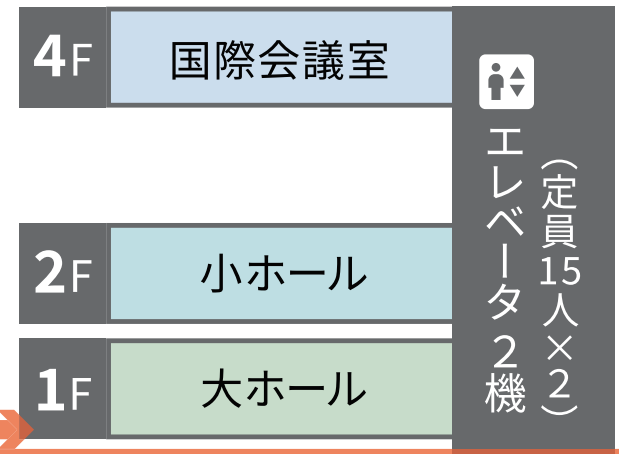 4F
国際会議室
2F
小ホール
1F
大ホール
エレベータ2機
（定員15人×2）